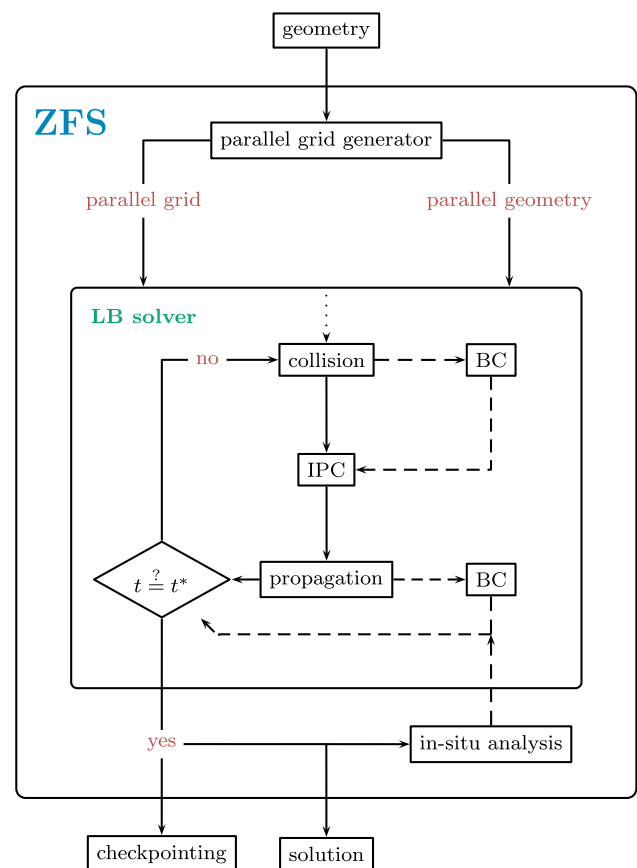 geometry
ZFS
parallel grid generator
parallel grid
parallel geometry
LB solver
no
collision
BC
IPC
t ≟ t*
propagation
BC
yes
in-situ analysis
checkpointing
solution